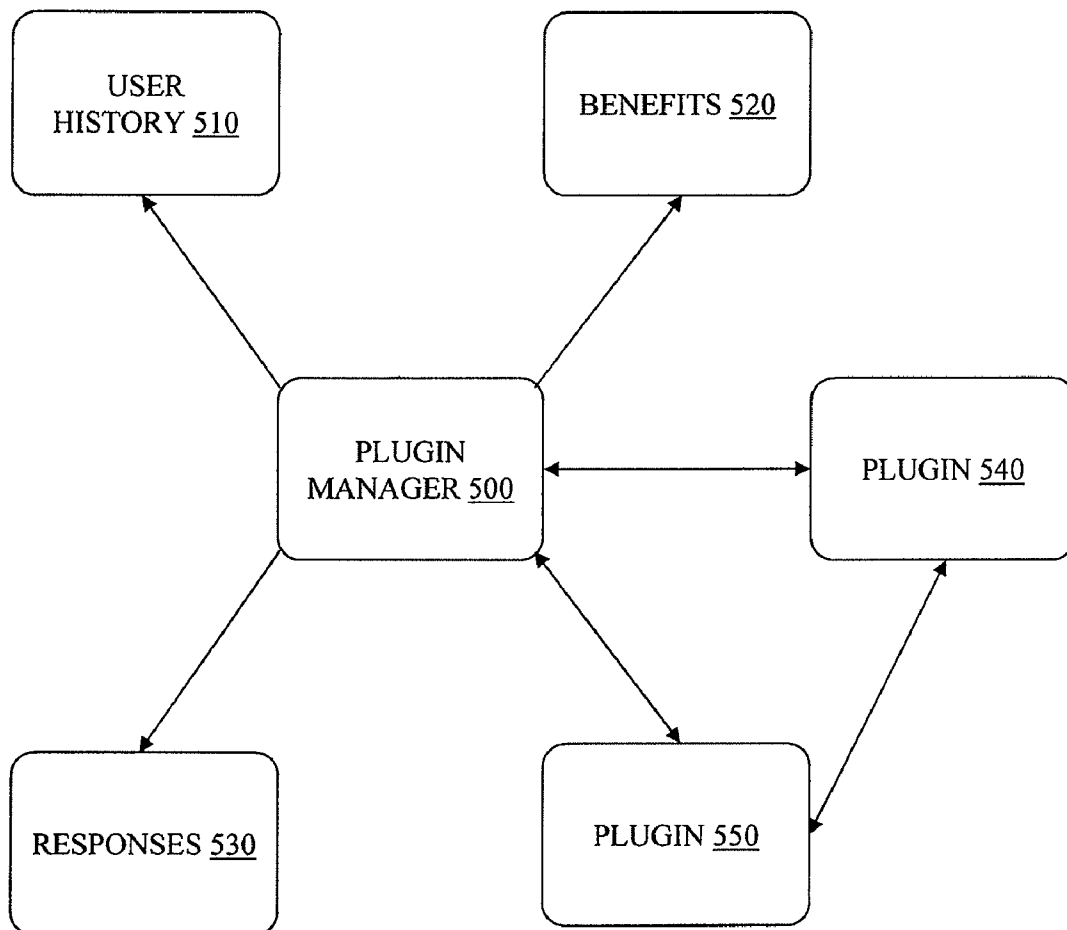 USER
HISTORY 510
BENEFITS 520
PLUGIN
MANAGER 500
PLUGIN 540
RESPONSES 530
PLUGIN 550